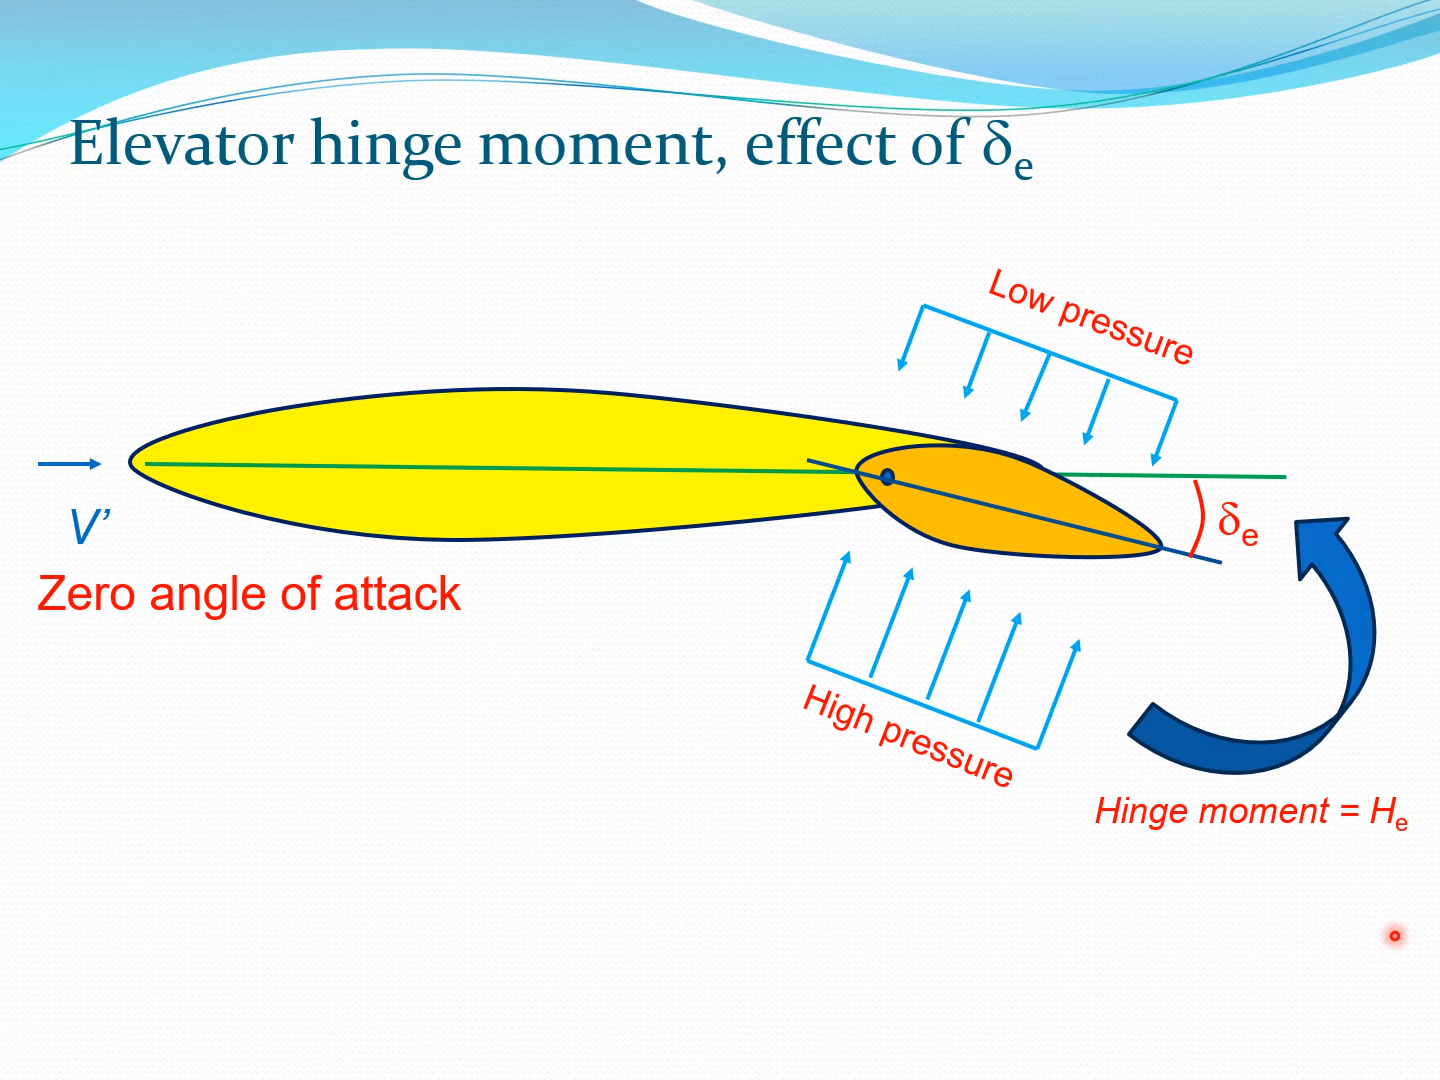 Elevator hinge moment, effect of δₑ
Low pressure
V’
δₑ
Zero angle of attack
High pressure
Hinge moment = Hₑ